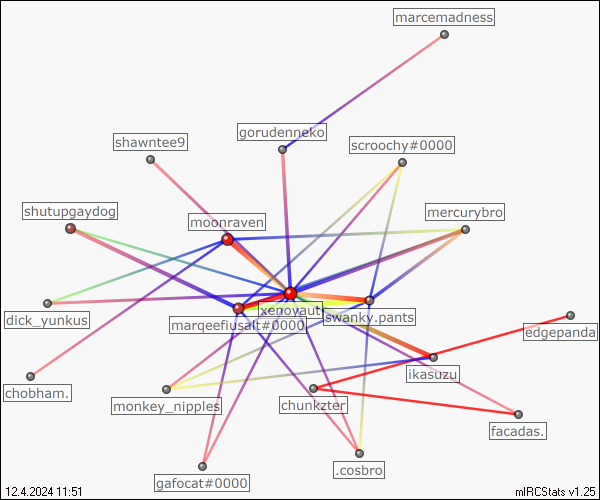 marcemadness
gorudenneko
shawntee9
scroochy#0000
shutupgaydog
moonraven
mercurybro
xenoyaut
dick_yunkus
marqeefiusalt#0000
swanky.pants
edgepanda
ikasuzu
chobham.
monkey_nipples
chunkzter
facadas.
.cosbro
gafocat#0000
12.4.2024 11:51
mIRCStats v1.25